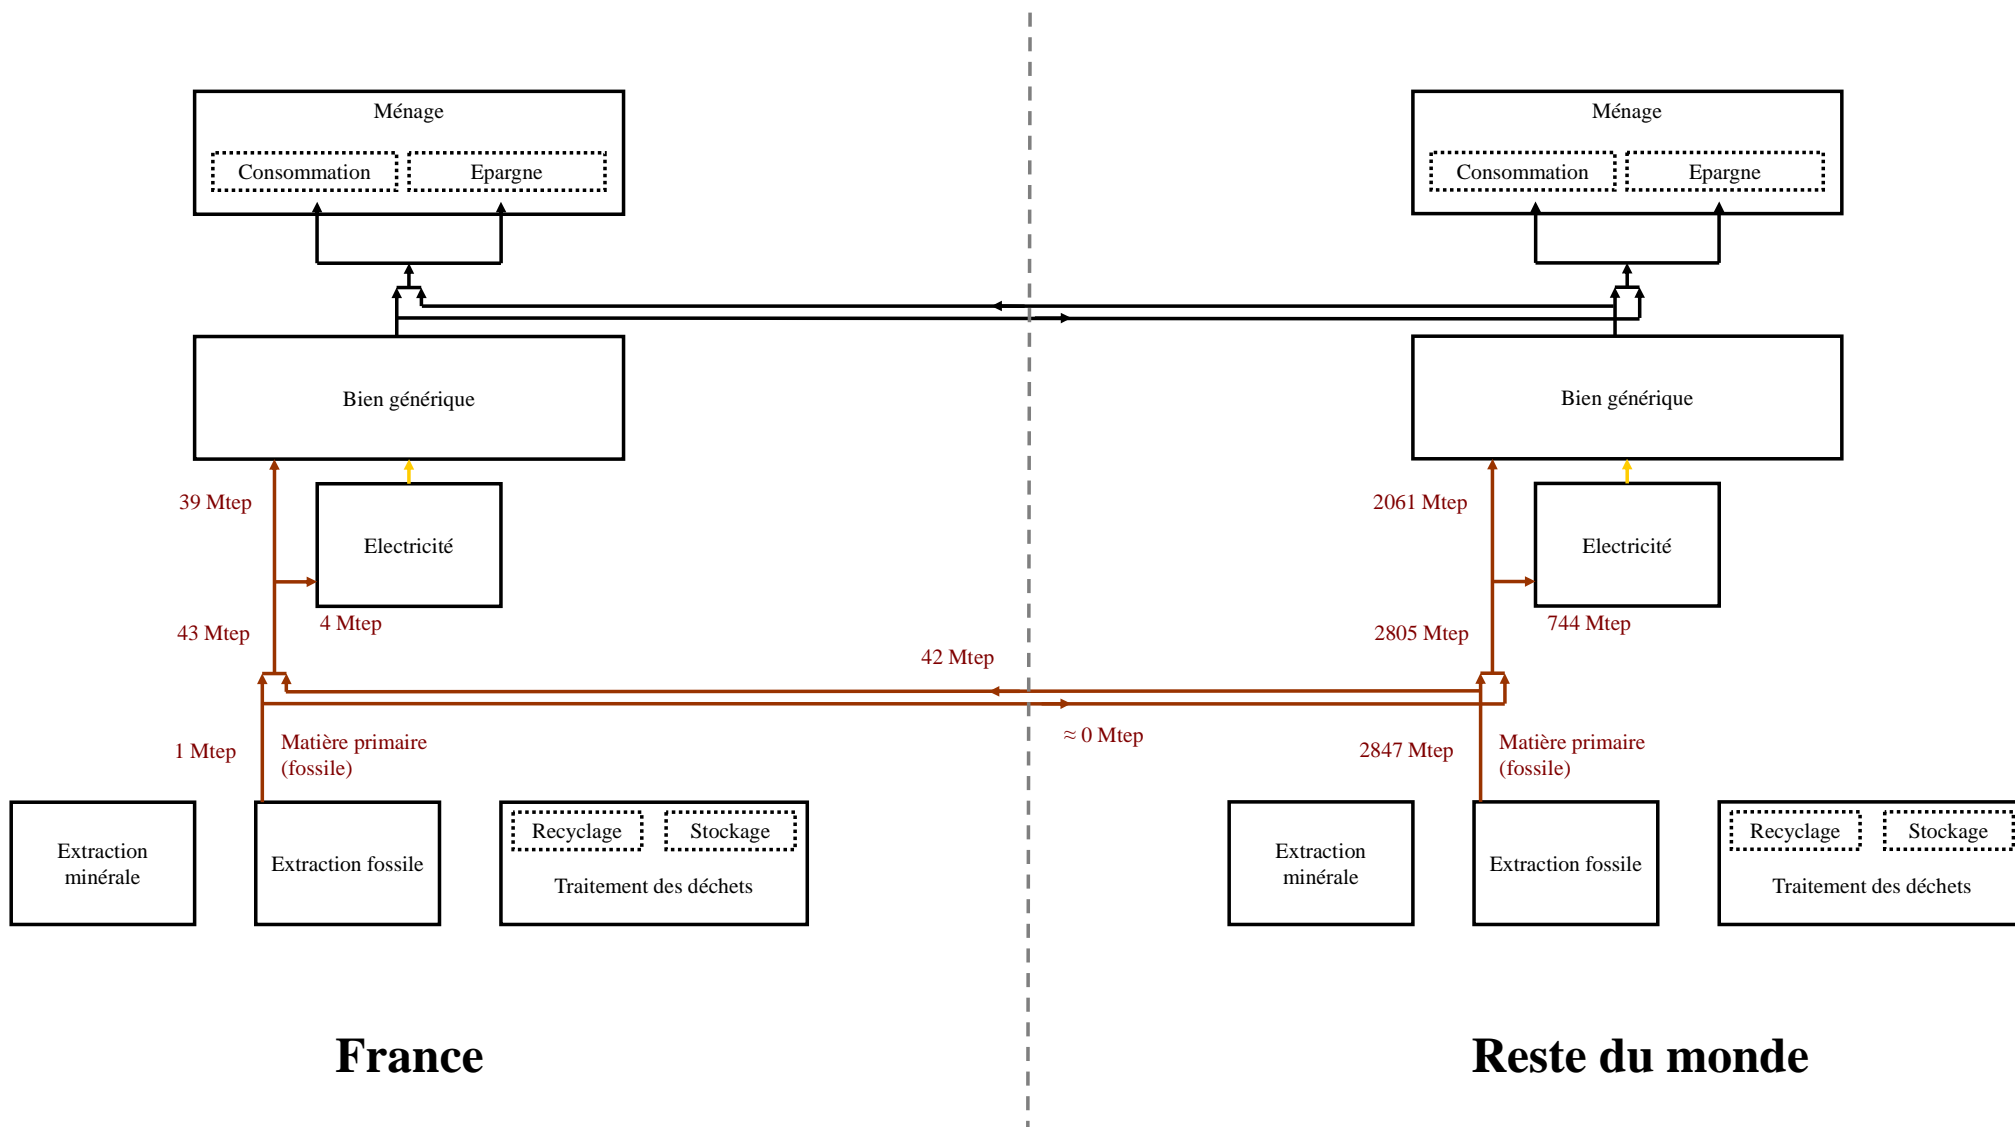 Ménage
Consommation
Epargne
Bien générique
39 Mtep
Electricité
4 Mtep
43 Mtep
42 Mtep
1 Mtep
Matière primaire
(fossile)
Extraction
minérale
Extraction fossile
Recyclage
Stockage
Traitement des déchets
France
Ménage
Consommation
Epargne
Bien générique
2061 Mtep
Electricité
744 Mtep
2805 Mtep
≈ 0 Mtep
2847 Mtep
Matière primaire
(fossile)
Extraction
minérale
Extraction fossile
Recyclage
Stockage
Traitement des déchets
Reste du monde